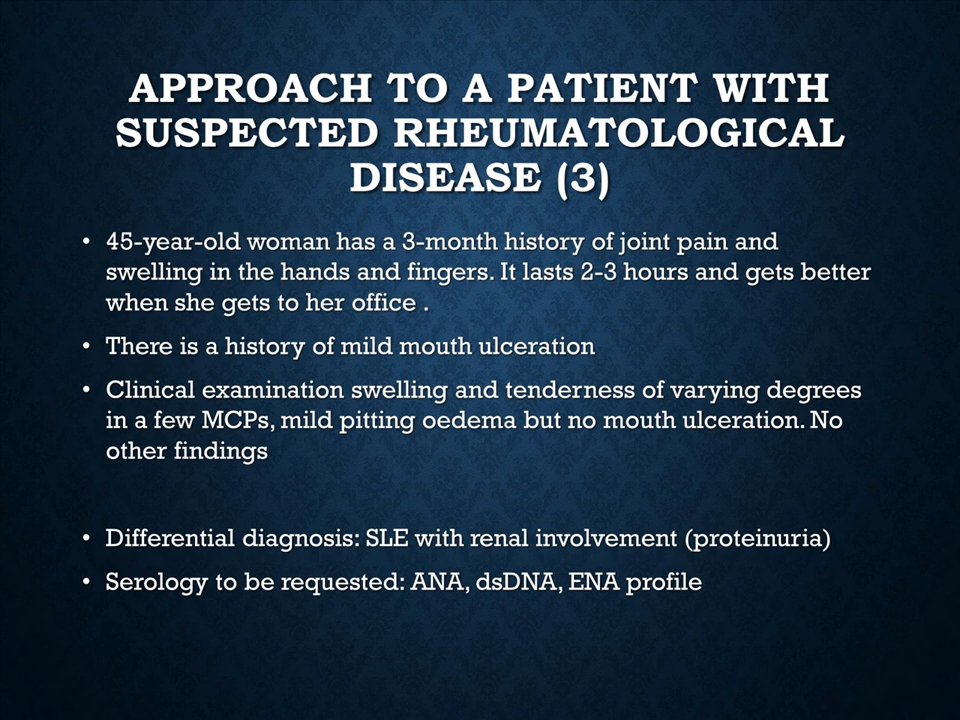 APPROACH TO A PATIENT WITH
SUSPECTED RHEUMATOLOGICAL
DISEASE (3)
• 45-year-old woman has a 3-month history of joint pain and
swelling in the hands and fingers. It lasts 2-3 hours and gets better
when she gets to her office .
• There is a history of mild mouth ulceration
• Clinical examination swelling and tenderness of varying degrees
in a few MCPs, mild pitting oedema but no mouth ulceration. No
other findings
• Differential diagnosis: SLE with renal involvement (proteinuria)
• Serology to be requested: ANA, dsDNA, ENA profile